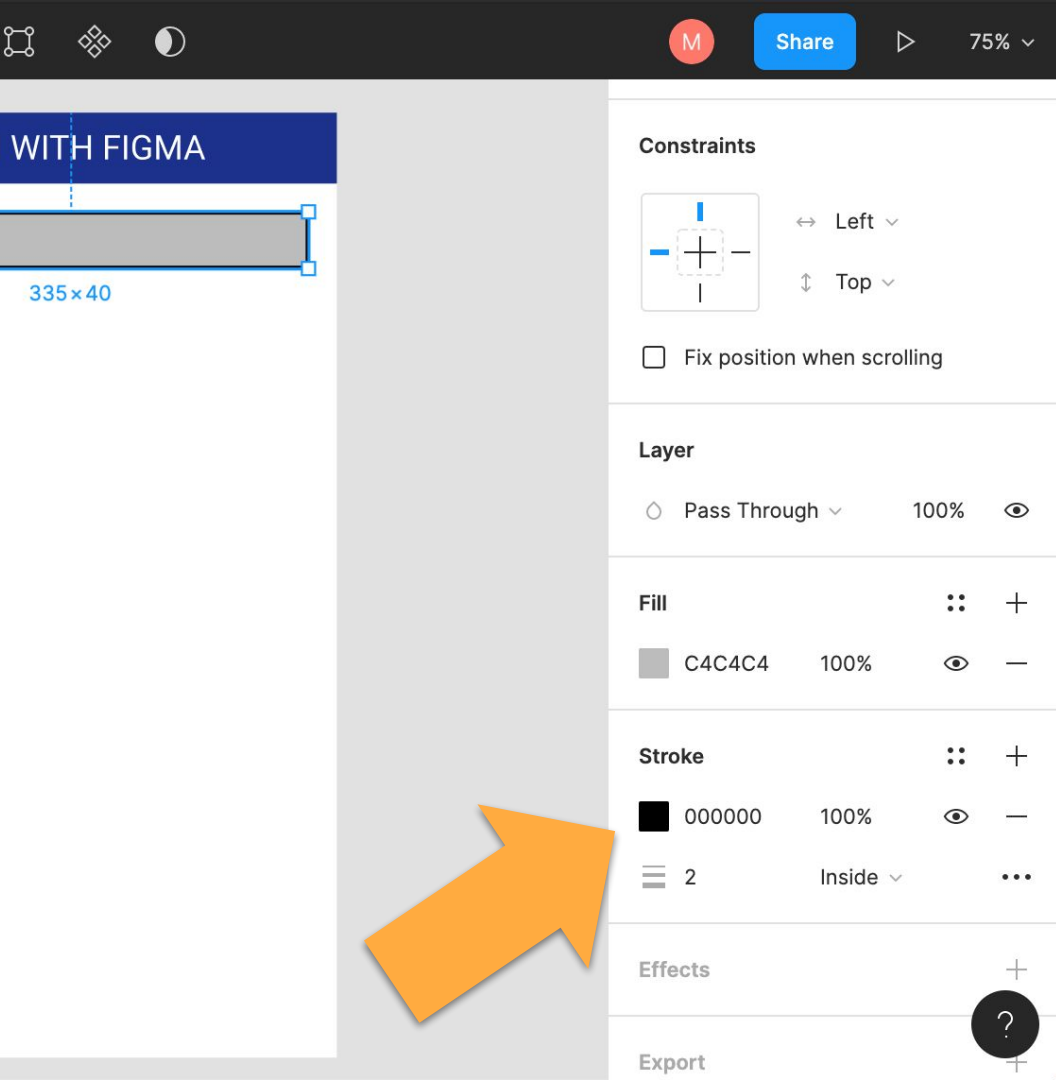 M
Share
75%
WITH FIGMA
335×40
Constraints
Left
Top
Fix position when scrolling
Layer
Pass Through 100%
Fill
C4C4C4 100%
Stroke
000000 100%
2 Inside
Effects
?
Export